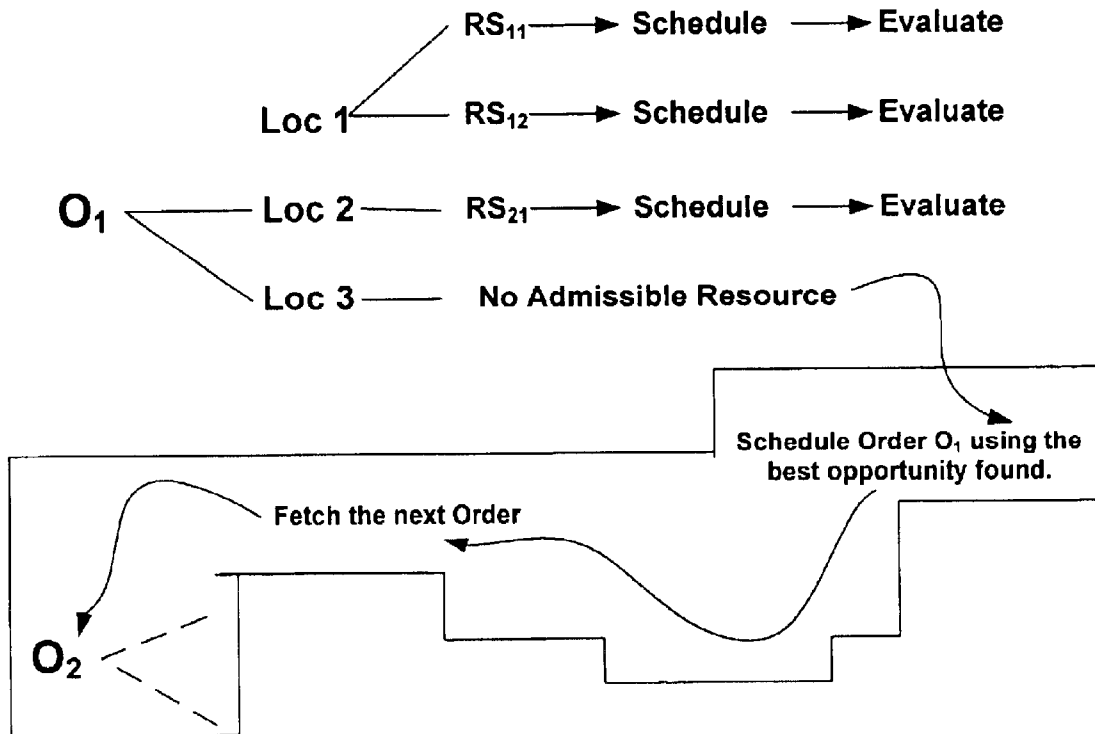 RS₁₁ Schedule Evaluate
Loc 1 RS₁₂ Schedule Evaluate
O₁ Loc 2 RS₂₁ Schedule Evaluate
Loc 3 No Admissible Resource
Schedule Order O₁ using the
best opportunity found.
Fetch the next Order
O₂